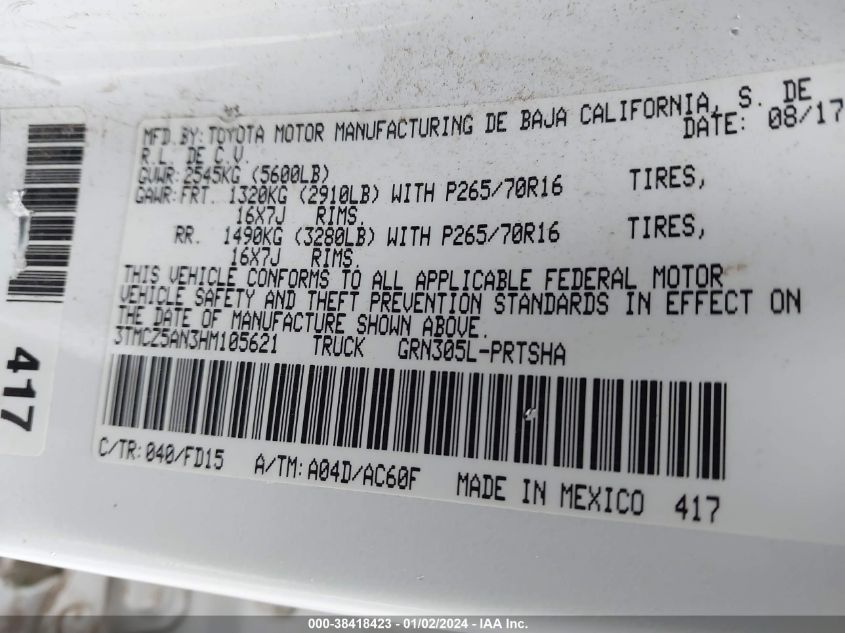 MFD. BY: TOYOTA MOTOR MANUFACTURING DE BAJA CALIFORNIA, S. DE
R.L. DE C.V. DATE: 08/17
GVWR: 2545KG (5600LB)
GAWR: FRT. 1320KG (2910LB) WITH P265/70R16 TIRES,
16X7J RIMS.
RR. 1490KG (3280LB) WITH P265/70R16 TIRES,
16X7J RIMS.
THIS VEHICLE CONFORMS TO ALL APPLICABLE FEDERAL MOTOR
VEHICLE SAFETY AND THEFT PREVENTION STANDARDS IN EFFECT ON
THE DATE OF MANUFACTURE SHOWN ABOVE.
3TMCZ5AN3HM105621 TRUCK GRN305L-PRTSHA
C/TR: 040/FD15 A/TM: A04D/AC60F MADE IN MEXICO 417
417
000-38418423 - 01/02/2024 - IAA Inc.